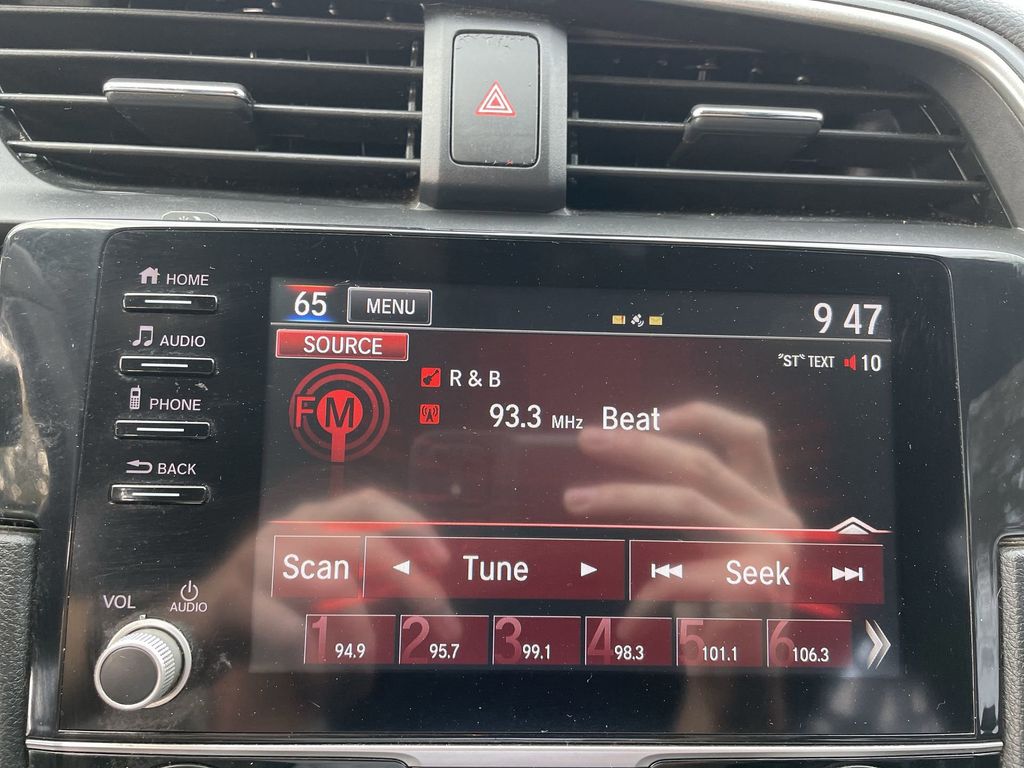 HOME
AUDIO
PHONE
BACK
VOL
AUDIO
65 MENU 9 47
SOURCE
"ST" TEXT 10
FM
R & B
93.3 MHz Beat
Scan Tune Seek
1 94.9 2 95.7 3 99.1 4 98.3 5 101.1 6 106.3